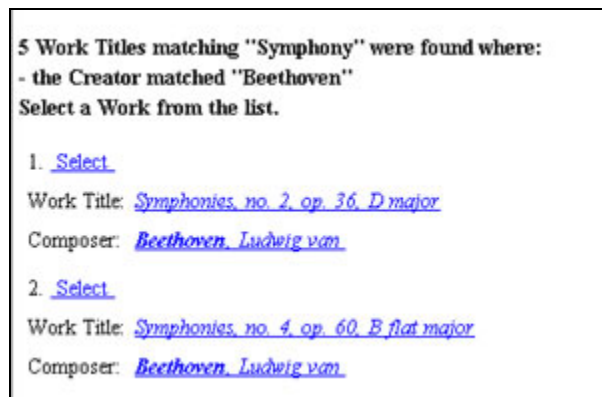 5 Work Titles matching "Symphony" were found where:
- the Creator matched "Beethoven"
Select a Work from the list.
1. Select
Work Title: Symphonies, no. 2, op. 36, D major
Composer: Beethoven, Ludwig van
2. Select
Work Title: Symphonies, no. 4, op. 60, B flat major
Composer: Beethoven, Ludwig van